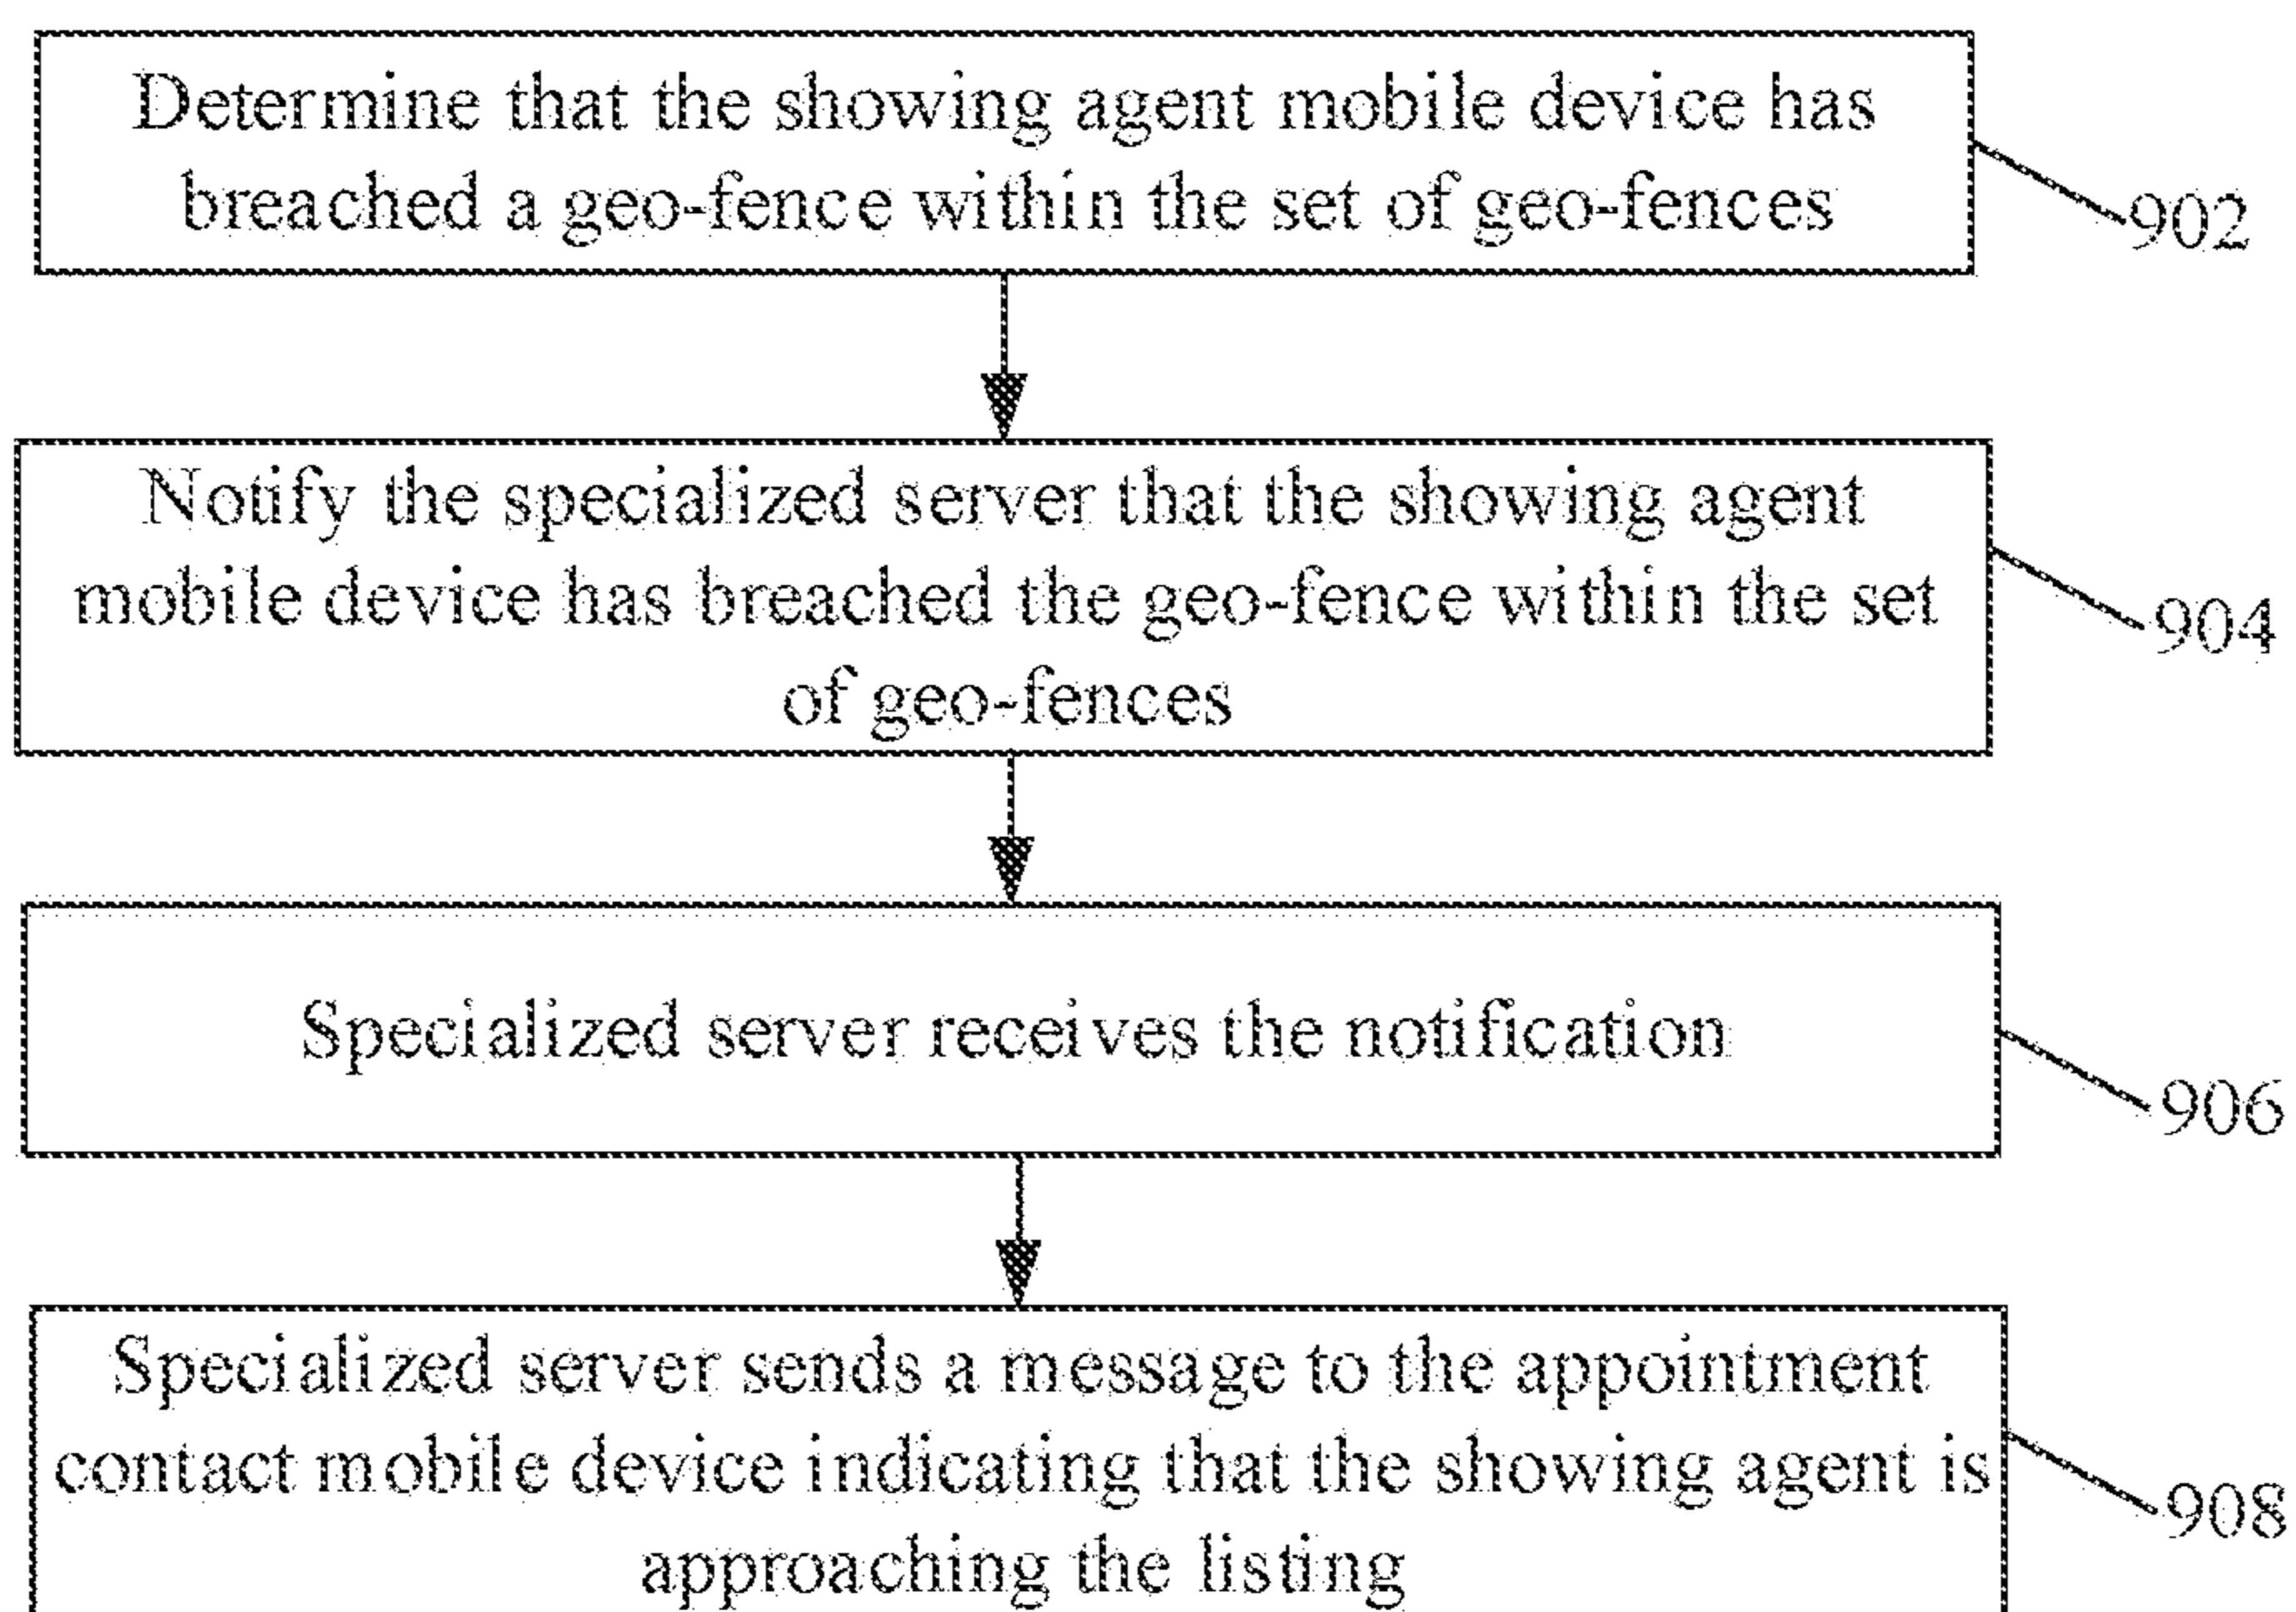 Determine that the showing agent mobile device has
breached a geo-fence within the set of geo-fences
902
Notify the specialized server that the showing agent
mobile device has breached the geo-fence within the set
of geo-fences
904
Specialized server receives the notification
906
Specialized server sends a message to the appointment
contact mobile device indicating that the showing agent is
approaching the listing
908